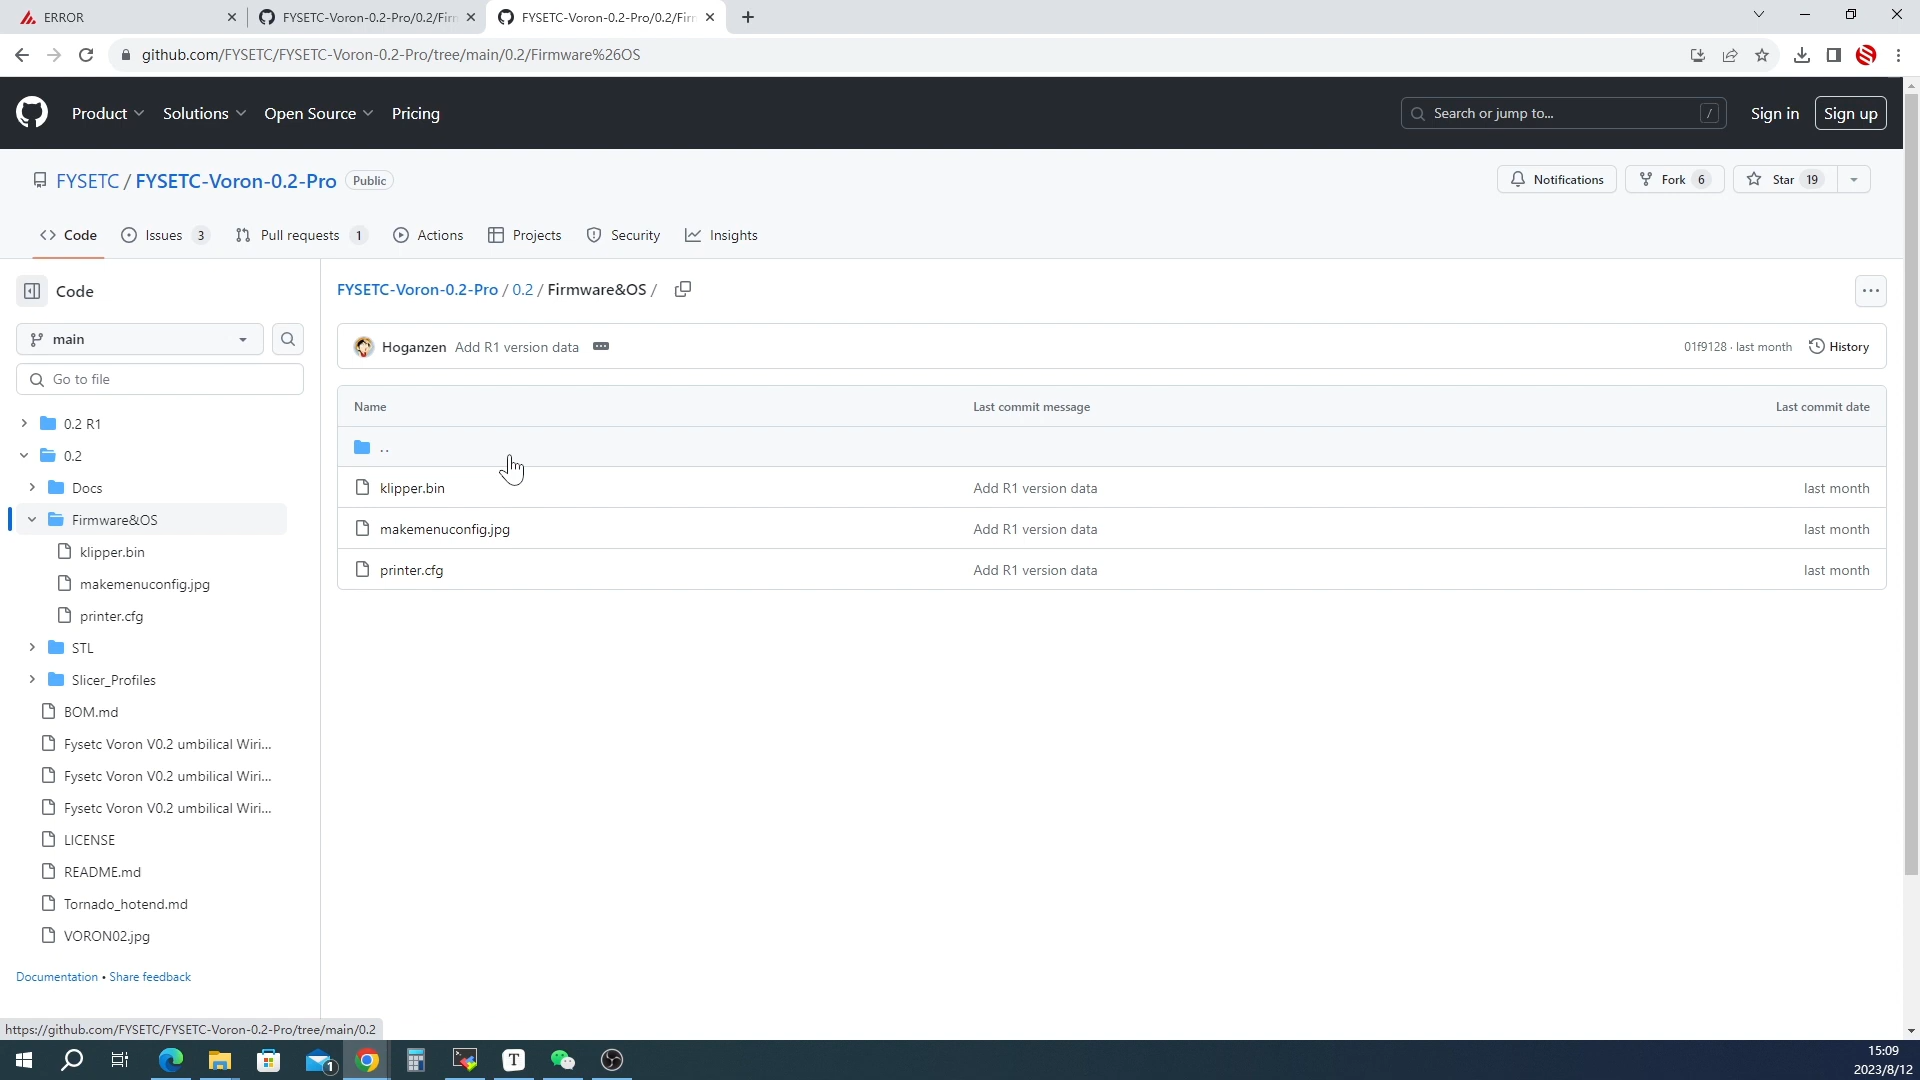 ERROR
FYSETC-Voron-0.2-Pro/0.2/Firm
FYSETC-Voron-0.2-Pro/0.2/Firm
github.com/FYSETC/FYSETC-Voron-0.2-Pro/tree/main/0.2/Firmware%26OS
Product
Solutions
Open Source
Pricing
Search or jump to...
/
Sign in
Sign up
FYSETC / FYSETC-Voron-0.2-Pro
Public
Notifications
Fork 6
Star 19
Code
Issues 3
Pull requests 1
Actions
Projects
Security
Insights
Code
FYSETC-Voron-0.2-Pro / 0.2 / Firmware&OS /
main
Go to file
Hoganzen Add R1 version data
01f9128 · last month
History
Name
Last commit message
Last commit date
..
klipper.bin
Add R1 version data
last month
makemenuconfig.jpg
Add R1 version data
last month
printer.cfg
Add R1 version data
last month
0.2 R1
0.2
Docs
Firmware&OS
klipper.bin
makemenuconfig.jpg
printer.cfg
STL
Slicer_Profiles
BOM.md
Fysetc Voron V0.2 umbilical Wiri...
Fysetc Voron V0.2 umbilical Wiri...
Fysetc Voron V0.2 umbilical Wiri...
LICENSE
README.md
Tornado_hotend.md
VORON02.jpg
Documentation • Share feedback
https://github.com/FYSETC/FYSETC-Voron-0.2-Pro/tree/main/0.2
1
T
15:09
2023/8/12